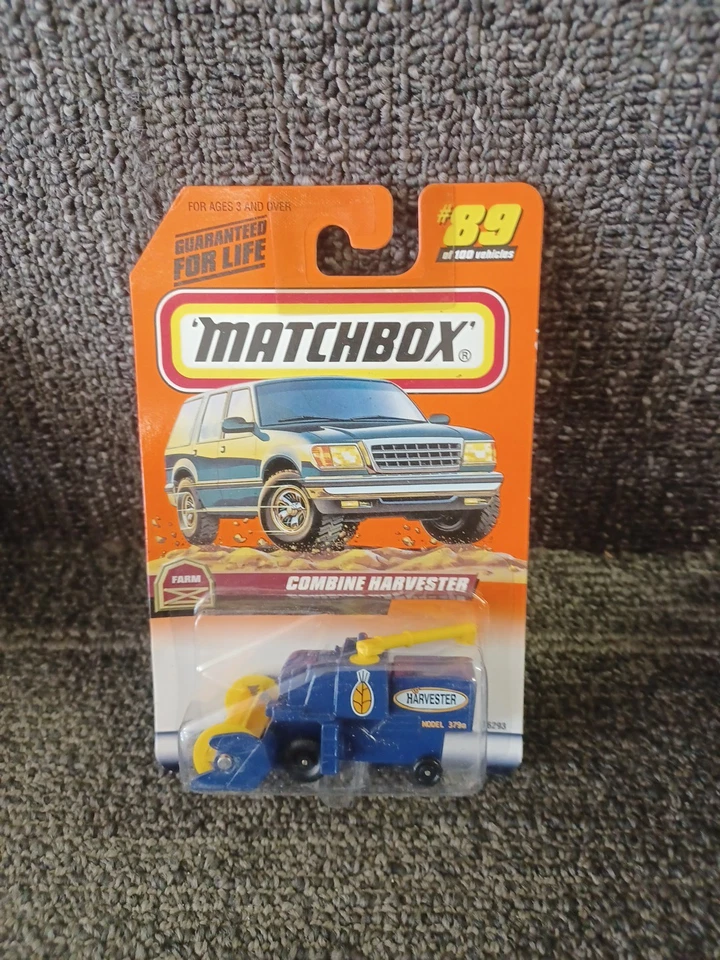 FOR AGES 3 AND OVER
GUARANTEED
FOR LIFE
#89
of 100 vehicles
'MATCHBOX'®
FARM
COMBINE HARVESTER
HARVESTER
MODEL 379a